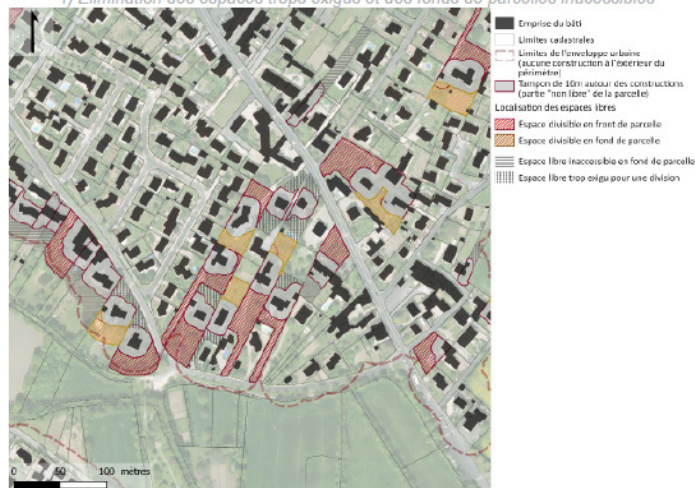 f) Elimination des espaces trops exigus et des fonds de parcelles inaccessibles
Emprise du bâti
Limites cadastrales
Limites de l'enveloppe urbaine
(aucune construction à l'extérieur du
périmètre)
Tampon de 10m autour des constructions
(partie "non libre" de la parcelle)
Localisation des espaces libres
Espace divisible en front de parcelle
Espace divisible en fond de parcelle
Espace libre inaccessible en fond de parcelle
Espace libre trop exigu pour une division
0 50 100 mètres